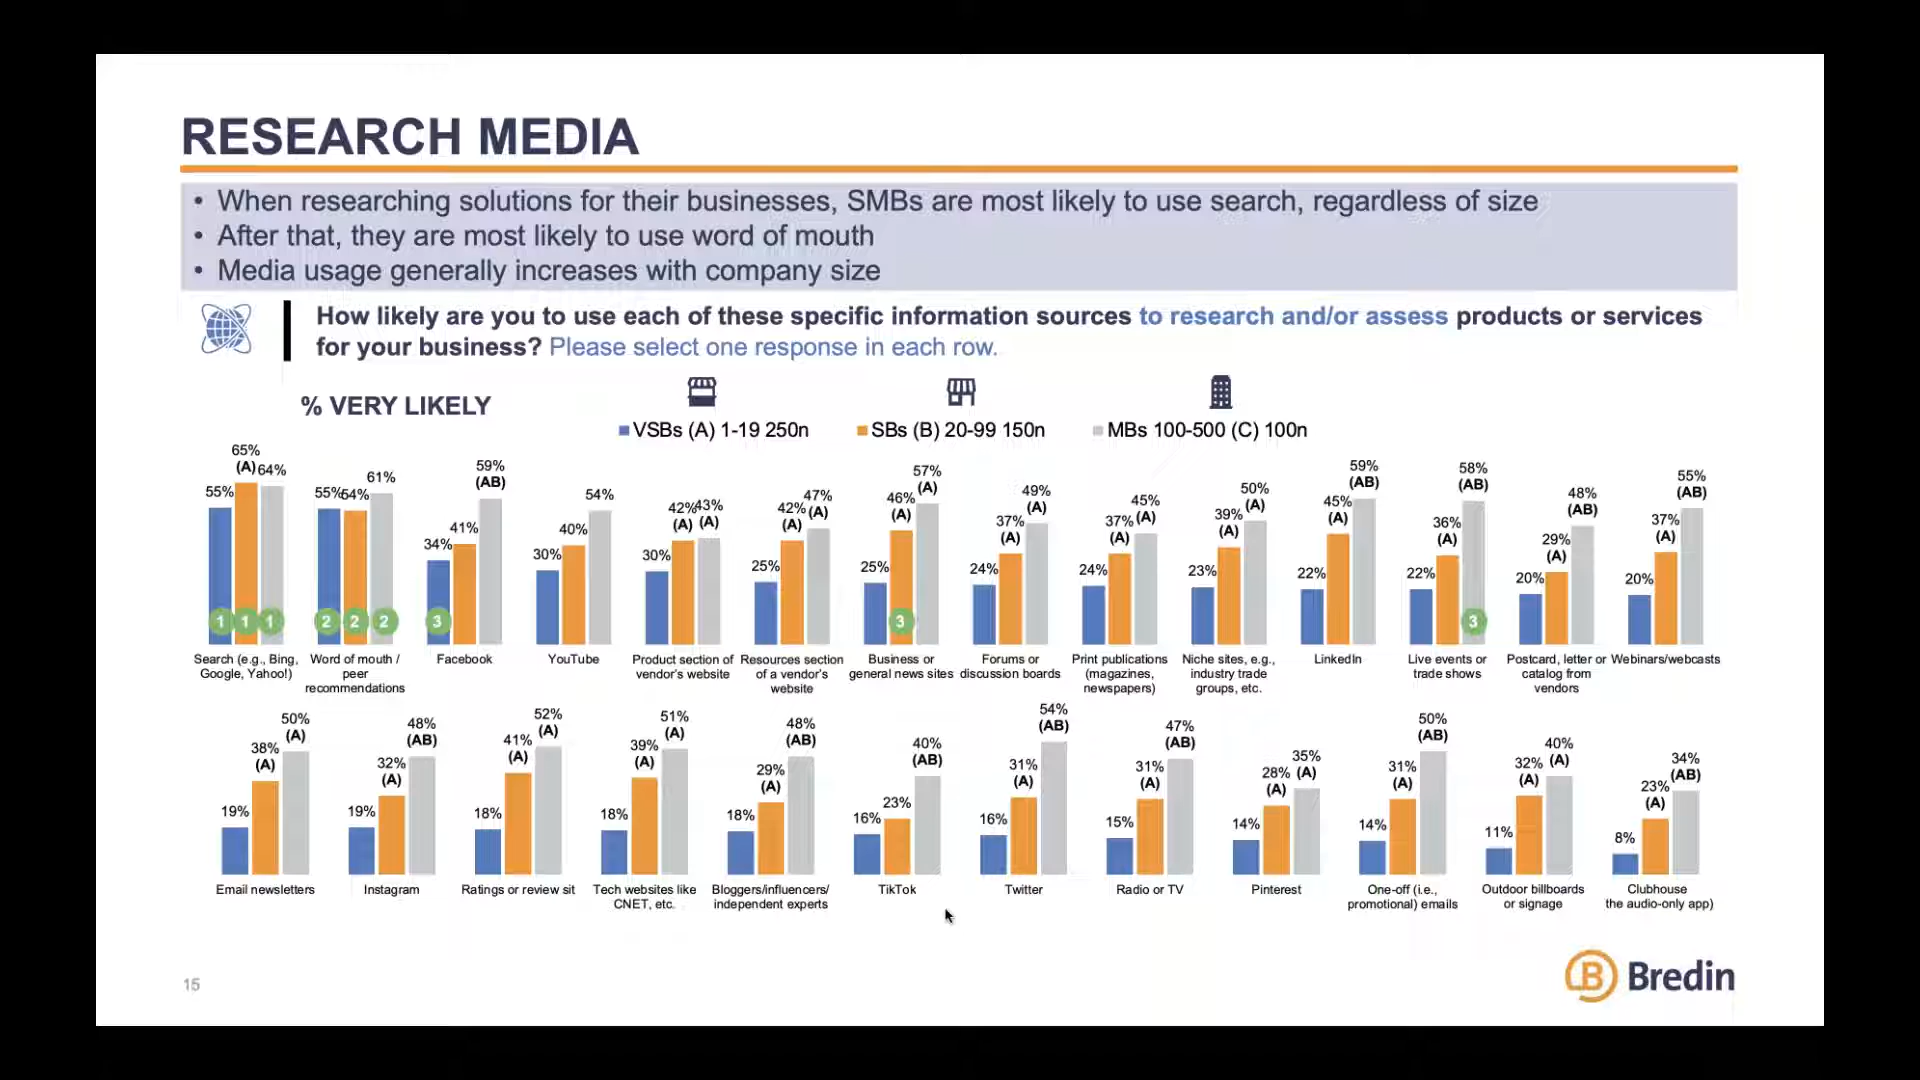 RESEARCH MEDIA
• When researching solutions for their businesses, SMBs are most likely to use search, regardless of size
• After that, they are most likely to use word of mouth
• Media usage generally increases with company size
How likely are you to use each of these specific information sources to research and/or assess products or services
for your business? Please select one response in each row.
% VERY LIKELY
VSBs (A) 1-19 250n
SBs (B) 20-99 150n
MBs 100-500 (C) 100n
55% 65% (A) 64%
1 1 1
Search (e.g., Bing,
Google, Yahoo!)
55% 54% 61%
2 2 2
Word of mouth /
peer
recommendations
34% 41% 59% (AB)
3
Facebook
30% 40% 54%
YouTube
30% 42% (A) 43% (A)
Product section of
vendor's website
25% 42% (A) 47% (A)
Resources section
of a vendor's
website
25% 46% (A) 57% (A)
3
Business or
general news sites
24% 37% (A) 49% (A)
Forums or
discussion boards
24% 37% (A) 45% (A)
Print publications
(magazines,
newspapers)
23% 39% (A) 50% (A)
Niche sites, e.g.,
industry trade
groups, etc.
22% 45% (A) 59% (AB)
LinkedIn
22% 36% (A) 58% (AB)
3
Live events or
trade shows
20% 29% (A) 48% (AB)
Postcard, letter or
catalog from
vendors
20% 37% (A) 55% (AB)
Webinars/webcasts
19% 38% (A) 50% (A)
Email newsletters
19% 32% (A) 48% (AB)
Instagram
18% 41% (A) 52% (A)
Ratings or review sit
18% 39% (A) 51% (A)
Tech websites like
CNET, etc.
18% 29% (A) 48% (AB)
Bloggers/influencers/
independent experts
16% 23% 40% (AB)
TikTok
16% 31% (A) 54% (AB)
Twitter
15% 31% (A) 47% (AB)
Radio or TV
14% 28% (A) 35% (A)
Pinterest
14% 31% (A) 50% (AB)
One-off (i.e.,
promotional) emails
11% 32% (A) 40% (A)
Outdoor billboards
or signage
8% 23% (A) 34% (AB)
Clubhouse
the audio-only app)
15
B Bredin